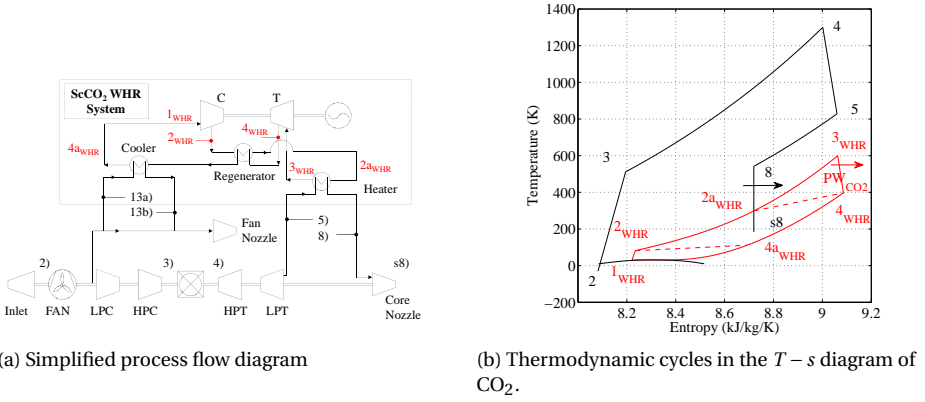 ScCO2 WHR
System
C
T
1WHR
2WHR
4WHR
4aWHR
Cooler
Regenerator
3WHR
2aWHR
Heater
13a)
13b)
5)
8)
Fan
Nozzle
2)
3)
4)
s8)
Inlet
FAN
LPC
HPC
HPT
LPT
Core
Nozzle
(a) Simplified process flow diagram
1400
1200
1000
800
600
400
200
0
−200
Temperature (K)
8.2
8.4
8.6
8.8
9
9.2
Entropy (kJ/kg/K)
4
5
3
3WHR
8
PWCO2
2aWHR
4WHR
2WHR
s8
4aWHR
1WHR
2
(b) Thermodynamic cycles in the T − s diagram of
CO2.